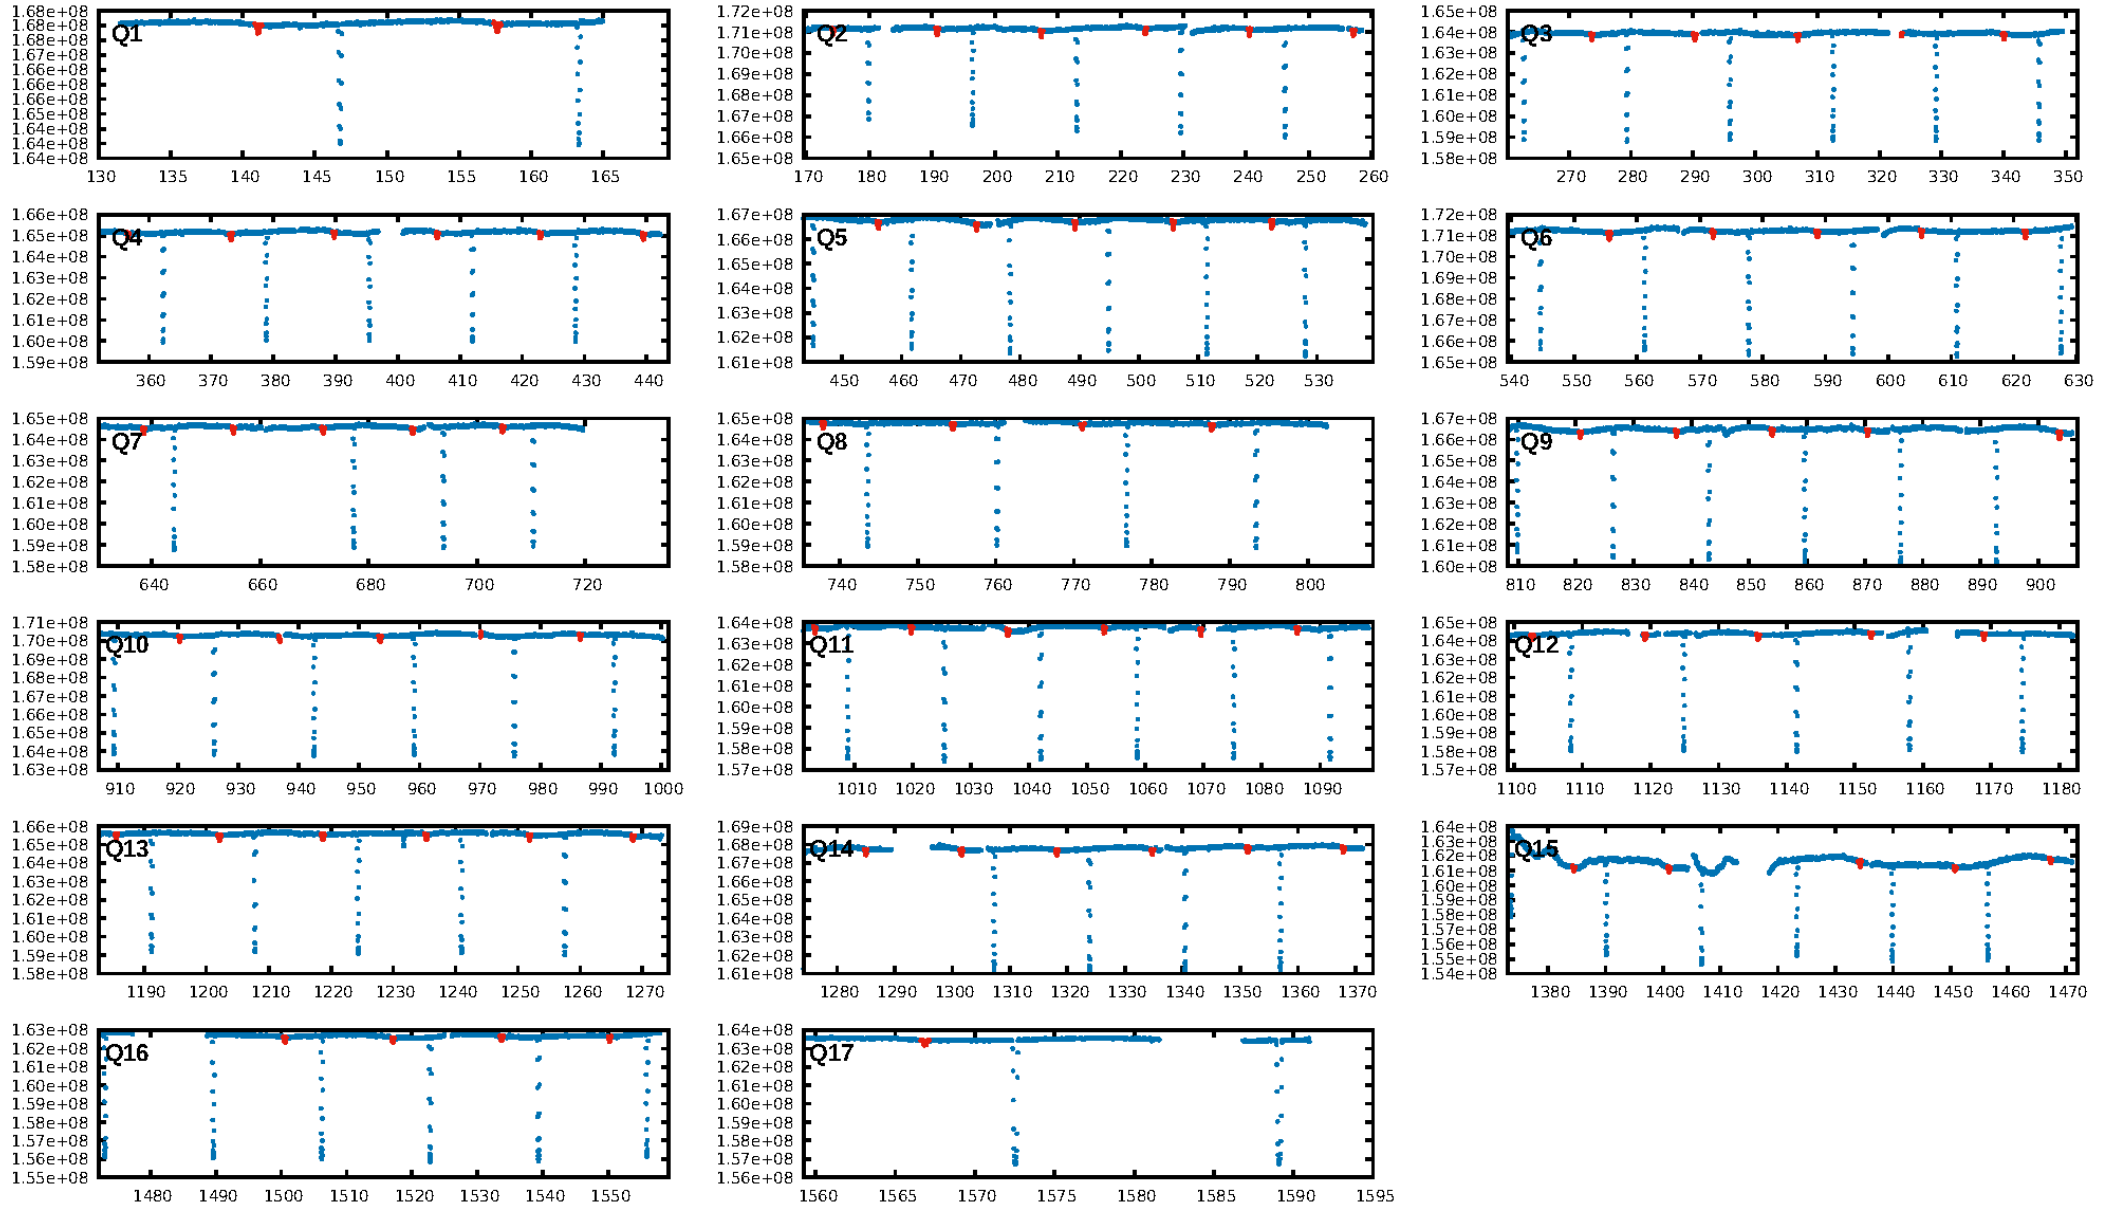 1.68e+08
1.68e+08
1.68e+08
1.67e+08
1.66e+08
1.66e+08
1.66e+08
1.65e+08
1.65e+08
1.64e+08
1.64e+08
Q1
130 135 140 145 150 155 160 165
1.72e+08
1.71e+08
1.70e+08
1.69e+08
1.68e+08
1.67e+08
1.66e+08
1.65e+08
Q2
170 180 190 200 210 220 230 240 250 260
1.65e+08
1.64e+08
1.63e+08
1.62e+08
1.61e+08
1.60e+08
1.59e+08
1.58e+08
Q3
270 280 290 300 310 320 330 340 350
1.66e+08
1.65e+08
1.64e+08
1.63e+08
1.62e+08
1.61e+08
1.60e+08
1.59e+08
Q4
360 370 380 390 400 410 420 430 440
1.67e+08
1.66e+08
1.65e+08
1.64e+08
1.63e+08
1.62e+08
1.61e+08
Q5
450 460 470 480 490 500 510 520 530
1.72e+08
1.71e+08
1.70e+08
1.69e+08
1.68e+08
1.67e+08
1.66e+08
1.65e+08
Q6
540 550 560 570 580 590 600 610 620 630
1.65e+08
1.64e+08
1.63e+08
1.62e+08
1.61e+08
1.60e+08
1.59e+08
1.58e+08
Q7
640 660 680 700 720
1.65e+08
1.64e+08
1.63e+08
1.62e+08
1.61e+08
1.60e+08
1.59e+08
1.58e+08
Q8
740 750 760 770 780 790 800
1.67e+08
1.66e+08
1.65e+08
1.64e+08
1.63e+08
1.62e+08
1.61e+08
1.60e+08
Q9
810 820 830 840 850 860 870 880 890 900
1.71e+08
1.70e+08
1.69e+08
1.68e+08
1.67e+08
1.66e+08
1.65e+08
1.64e+08
1.63e+08
Q10
910 920 930 940 950 960 970 980 990 1000
1.64e+08
1.63e+08
1.62e+08
1.61e+08
1.60e+08
1.59e+08
1.58e+08
1.57e+08
Q11
1010 1020 1030 1040 1050 1060 1070 1080 1090
1.65e+08
1.64e+08
1.63e+08
1.62e+08
1.61e+08
1.60e+08
1.59e+08
1.58e+08
1.57e+08
Q12
1100 1110 1120 1130 1140 1150 1160 1170 1180
1.66e+08
1.65e+08
1.64e+08
1.63e+08
1.62e+08
1.61e+08
1.60e+08
1.59e+08
1.58e+08
Q13
1190 1200 1210 1220 1230 1240 1250 1260 1270
1.69e+08
1.68e+08
1.67e+08
1.66e+08
1.65e+08
1.64e+08
1.63e+08
1.62e+08
1.61e+08
Q14
1280 1290 1300 1310 1320 1330 1340 1350 1360 1370
1.64e+08
1.63e+08
1.62e+08
1.61e+08
1.60e+08
1.59e+08
1.58e+08
1.57e+08
1.56e+08
1.55e+08
1.54e+08
Q15
1380 1390 1400 1410 1420 1430 1440 1450 1460 1470
1.63e+08
1.62e+08
1.61e+08
1.60e+08
1.59e+08
1.58e+08
1.57e+08
1.56e+08
1.55e+08
Q16
1480 1490 1500 1510 1520 1530 1540 1550
1.64e+08
1.63e+08
1.62e+08
1.61e+08
1.60e+08
1.59e+08
1.58e+08
1.57e+08
1.56e+08
Q17
1560 1565 1570 1575 1580 1585 1590 1595